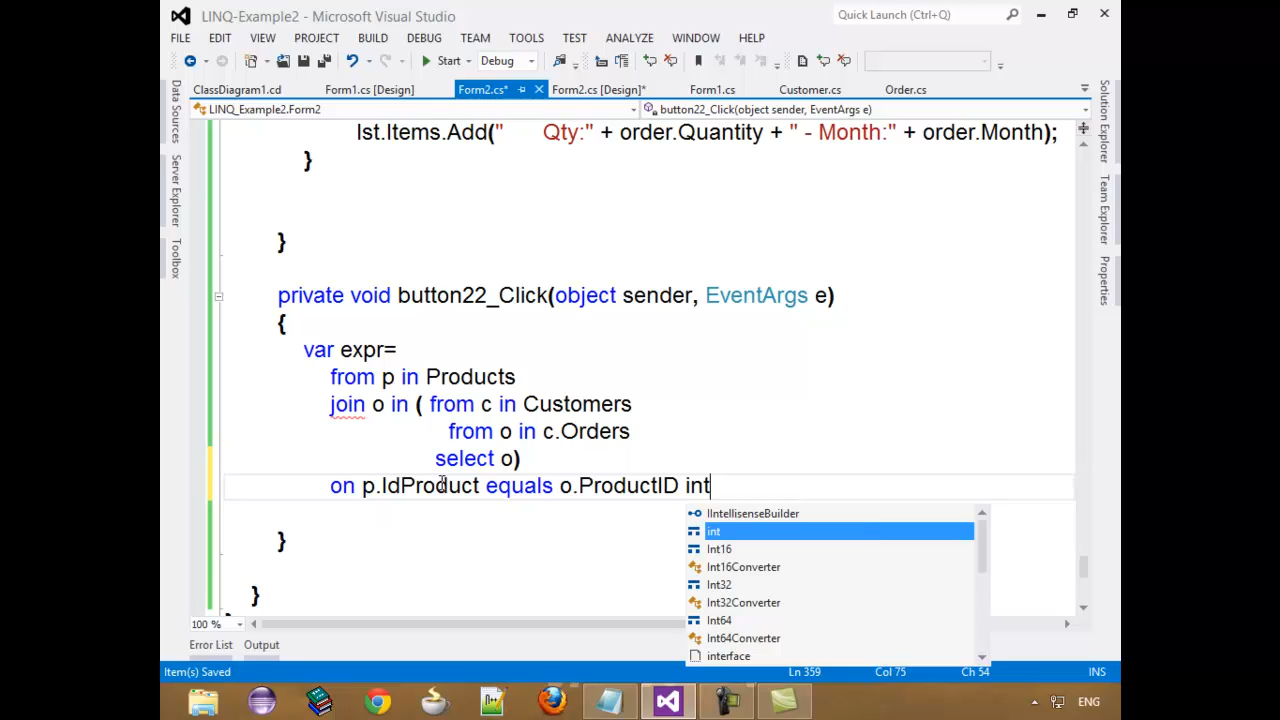 LINQ-Example2 - Microsoft Visual Studio
Quick Launch (Ctrl+Q)
FILE EDIT VIEW PROJECT BUILD DEBUG TEAM TOOLS TEST ANALYZE WINDOW HELP
Start Debug
ClassDiagram1.cd Form1.cs [Design] Form2.cs* Form2.cs [Design]* Form1.cs Customer.cs Order.cs
LINQ_Example2.Form2 button22_Click(object sender, EventArgs e)
Data Sources
Server Explorer
Toolbox
Solution Explorer
Team Explorer
Properties
lst.Items.Add("      Qty:" + order.Quantity + " - Month:" + order.Month);
}
}
private void button22_Click(object sender, EventArgs e)
{
var expr=
from p in Products
join o in ( from c in Customers
from o in c.Orders
select o)
on p.IdProduct equals o.ProductID int
}
}
IIntellisenseBuilder
int
Int16
Int16Converter
Int32
Int32Converter
Int64
Int64Converter
interface
100 %
Error List Output
Item(s) Saved Ln 359 Col 75 Ch 54 INS
ENG